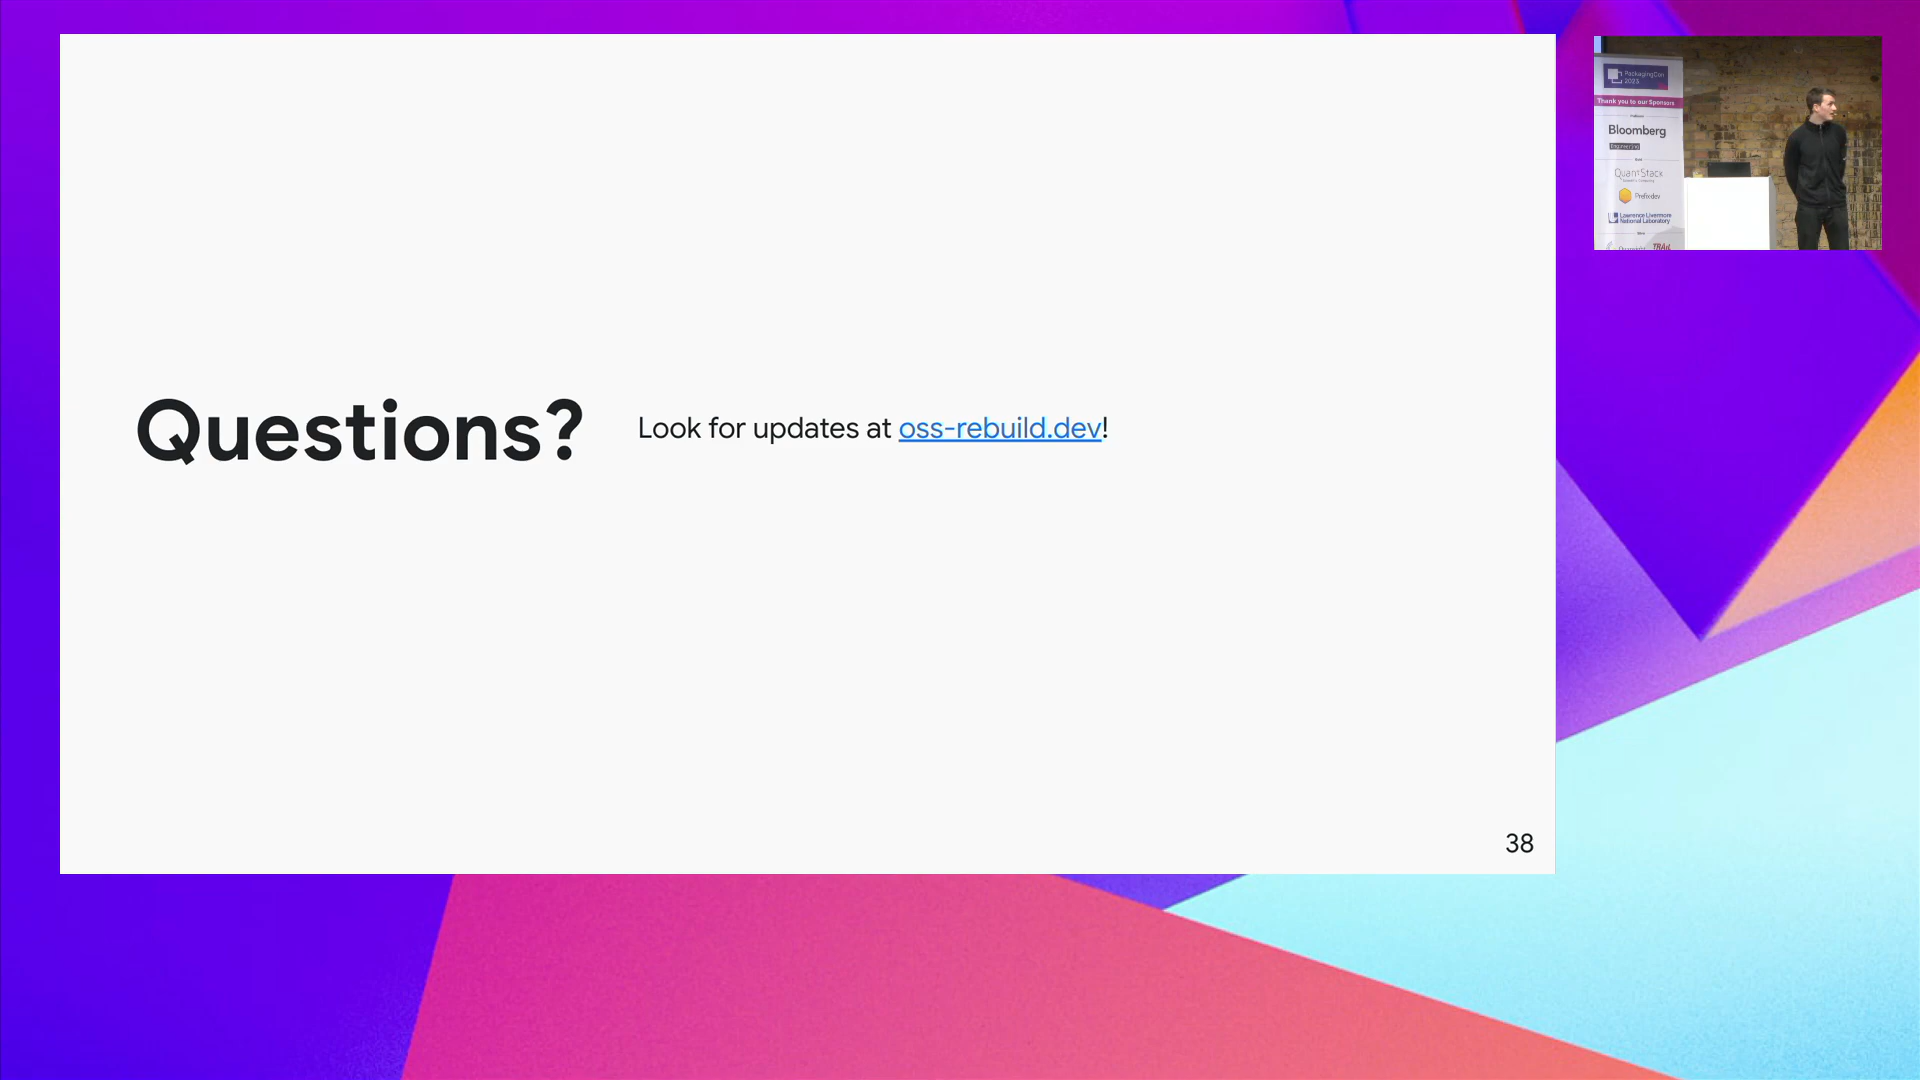 Questions?
Look for updates at oss-rebuild.dev!
38
PackagingCon
2023
Thank you to our Sponsors
Bloomberg
Engineering
QuantStack
Prefix.dev
Lawrence Livermore
National Laboratory